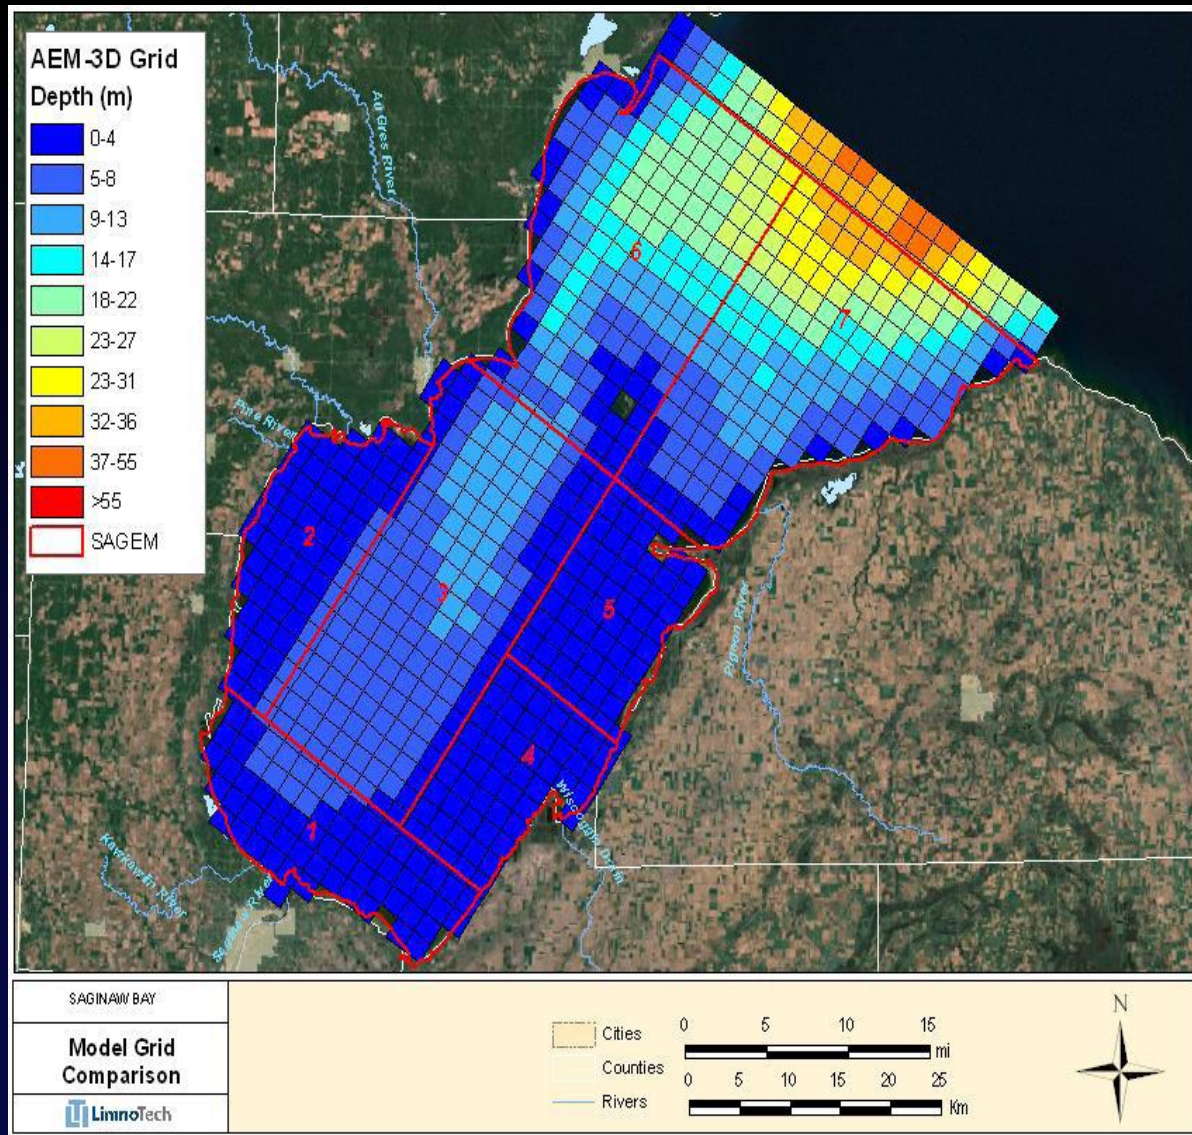 AEM-3D Grid
Depth (m)
0-4
5-8
9-13
14-17
18-22
23-27
23-31
32-36
37-55
>55
SAGEM
Au Gres River
Pine River
6
7
2
3
5
4
1
Pigeon River
Wiscoggin Drain
Kawkawlin River
Saginaw River
SAGINAW BAY
Model Grid
Comparison
LimnoTech
Cities
Counties
Rivers
0 5 10 15
mi
0 5 10 15 20 25
Km
N